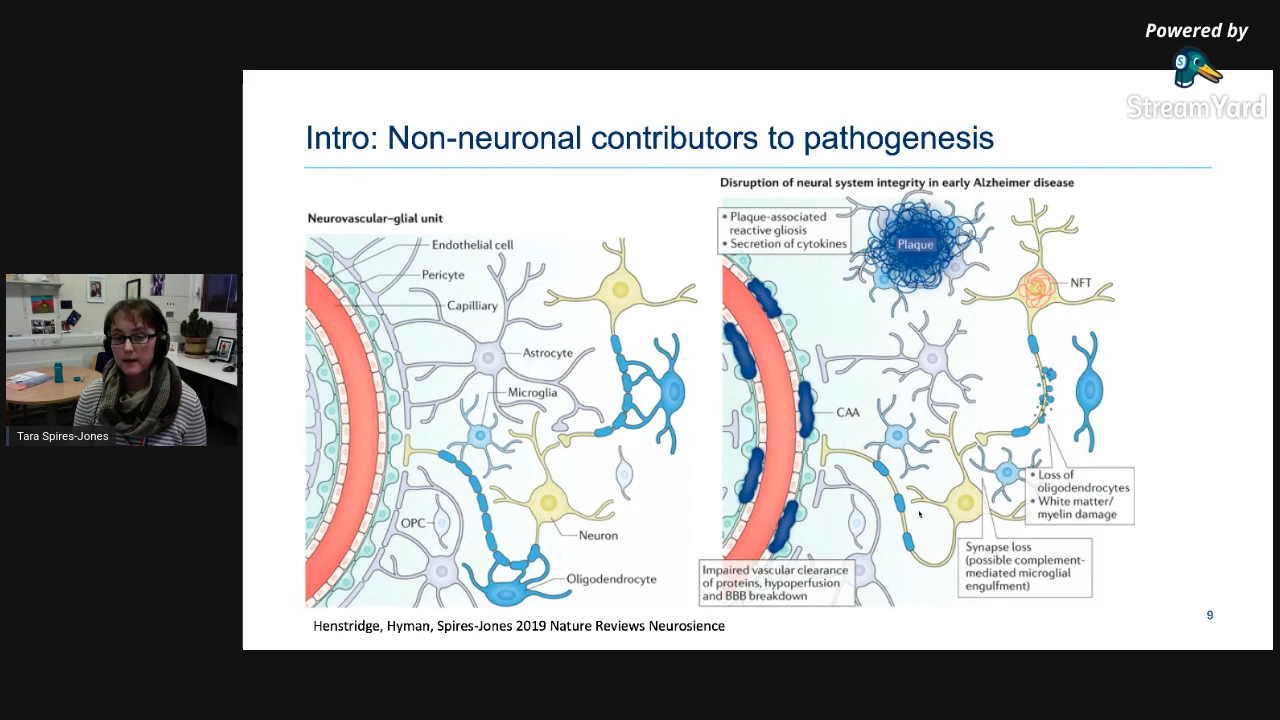 Powered by
StreamYard
Intro: Non-neuronal contributors to pathogenesis
Neurovascular–glial unit
Endothelial cell
Pericyte
Capilliary
Astrocyte
Microglia
OPC
Neuron
Oligodendrocyte
Disruption of neural system integrity in early Alzheimer disease
• Plaque-associated
reactive gliosis
• Secretion of cytokines
Plaque
NFT
CAA
• Loss of
oligodendrocytes
• White matter/
myelin damage
Synapse loss
(possible complement-
mediated microglial
engulfment)
Impaired vascular clearance
of proteins, hypoperfusion
and BBB breakdown
Henstridge, Hyman, Spires-Jones 2019 Nature Reviews Neurosience
9
Tara Spires-Jones